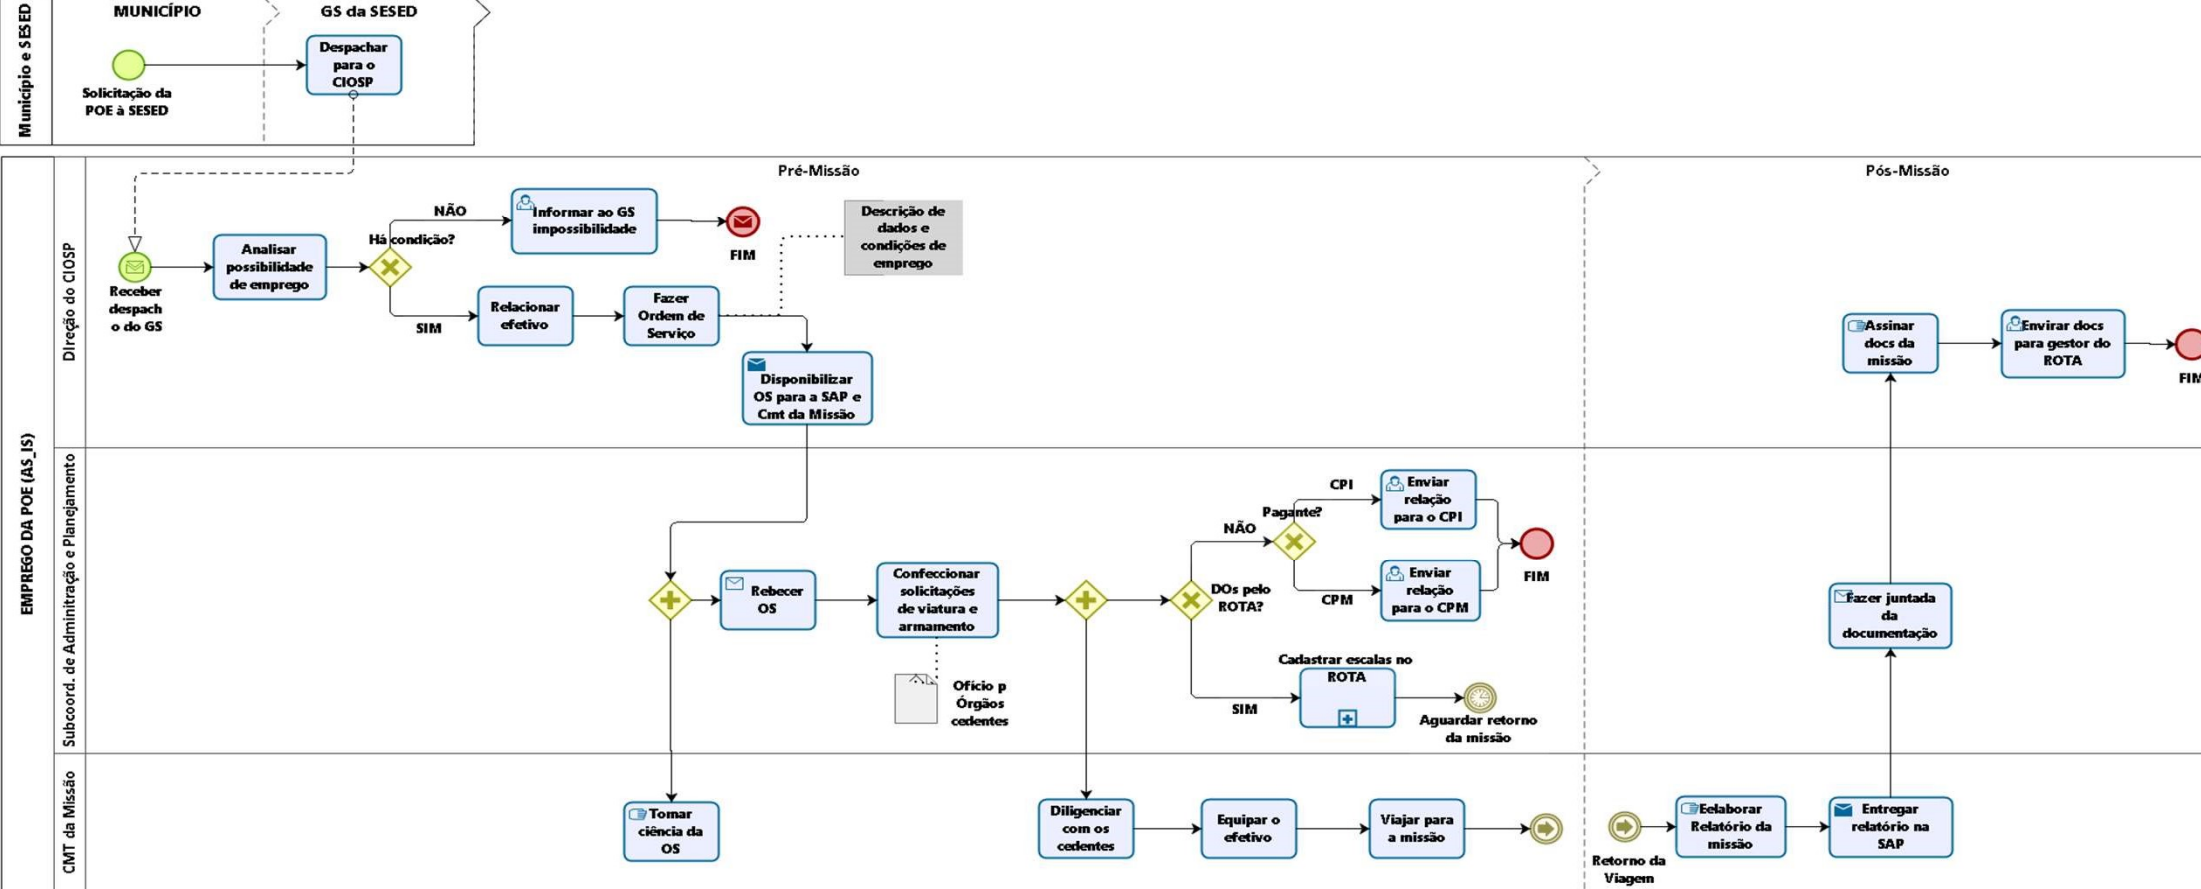 Município e SESED
MUNICÍPIO
GS da SESED
Solicitação da
POE à SESED
Despachar
para o
CIOSP
EMPREGO DA POE (AS_IS)
Pré-Missão
Pós-Missão
Direção do CIOSP
Receber
despach
o do GS
Analisar
possibilidade
de emprego
Há condição?
NÃO
Informar ao GS
impossibilidade
FIM
SIM
Relacionar
efetivo
Fazer
Ordem de
Serviço
Descrição de
dados e
condições de
emprego
Disponibilizar
OS para a SAP e
Cmt da Missão
Assinar
docs da
missão
Envirar docs
para gestor do
ROTA
FIM
Subcoord. de Adminitração e Planejamento
Rebecer
OS
Confeccionar
solicitações
de viatura e
armamento
Ofício p
Órgãos
cedentes
DOs pelo
ROTA?
NÃO
Pagante?
CPI
Enviar
relação
para o CPI
CPM
Enviar
relação
para o CPM
FIM
SIM
Cadastrar escalas no
ROTA
Aguardar retorno
da missão
Fazer juntada
da
documentação
CMT da Missão
Tomar
ciência da
OS
Diligenciar
com os
cedentes
Equipar o
efetivo
Viajar para
a missão
Retorno da
Viagem
Eelaborar
Relatório da
missão
Entregar
relatório na
SAP